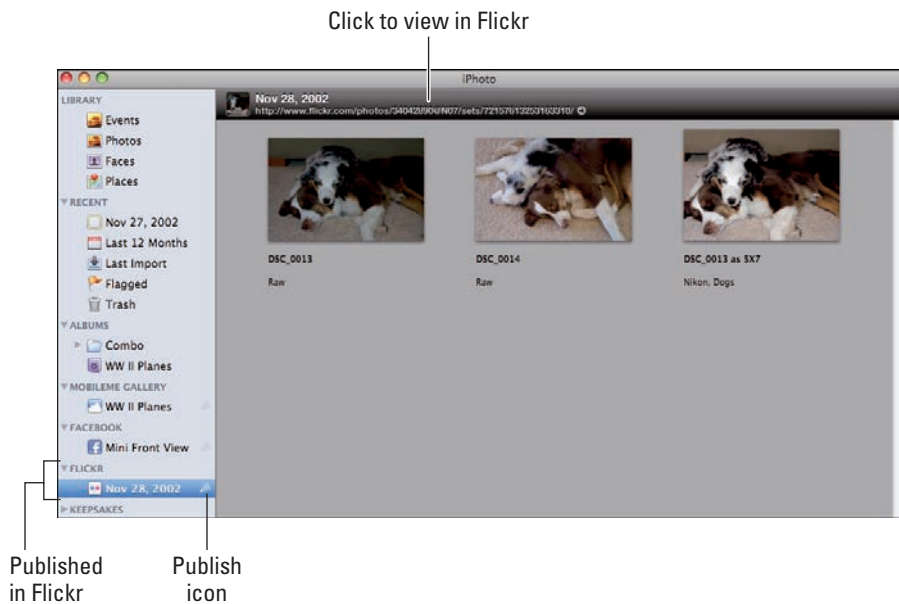 Click to view in Flickr
iPhoto
LIBRARY
Events
Photos
Faces
Places
RECENT
Nov 27, 2002
Last 12 Months
Last Import
Flagged
Trash
ALBUMS
Combo
WW II Planes
MOBILEME GALLERY
WW II Planes
FACEBOOK
Mini Front View
FLICKR
Nov 28, 2002
KEEPSAKES
Nov 28, 2002
DSC_0013
Raw
DSC_0014
Raw
DSC_0013 as 5X7
Nikon, Dogs
Published
in Flickr
Publish
icon